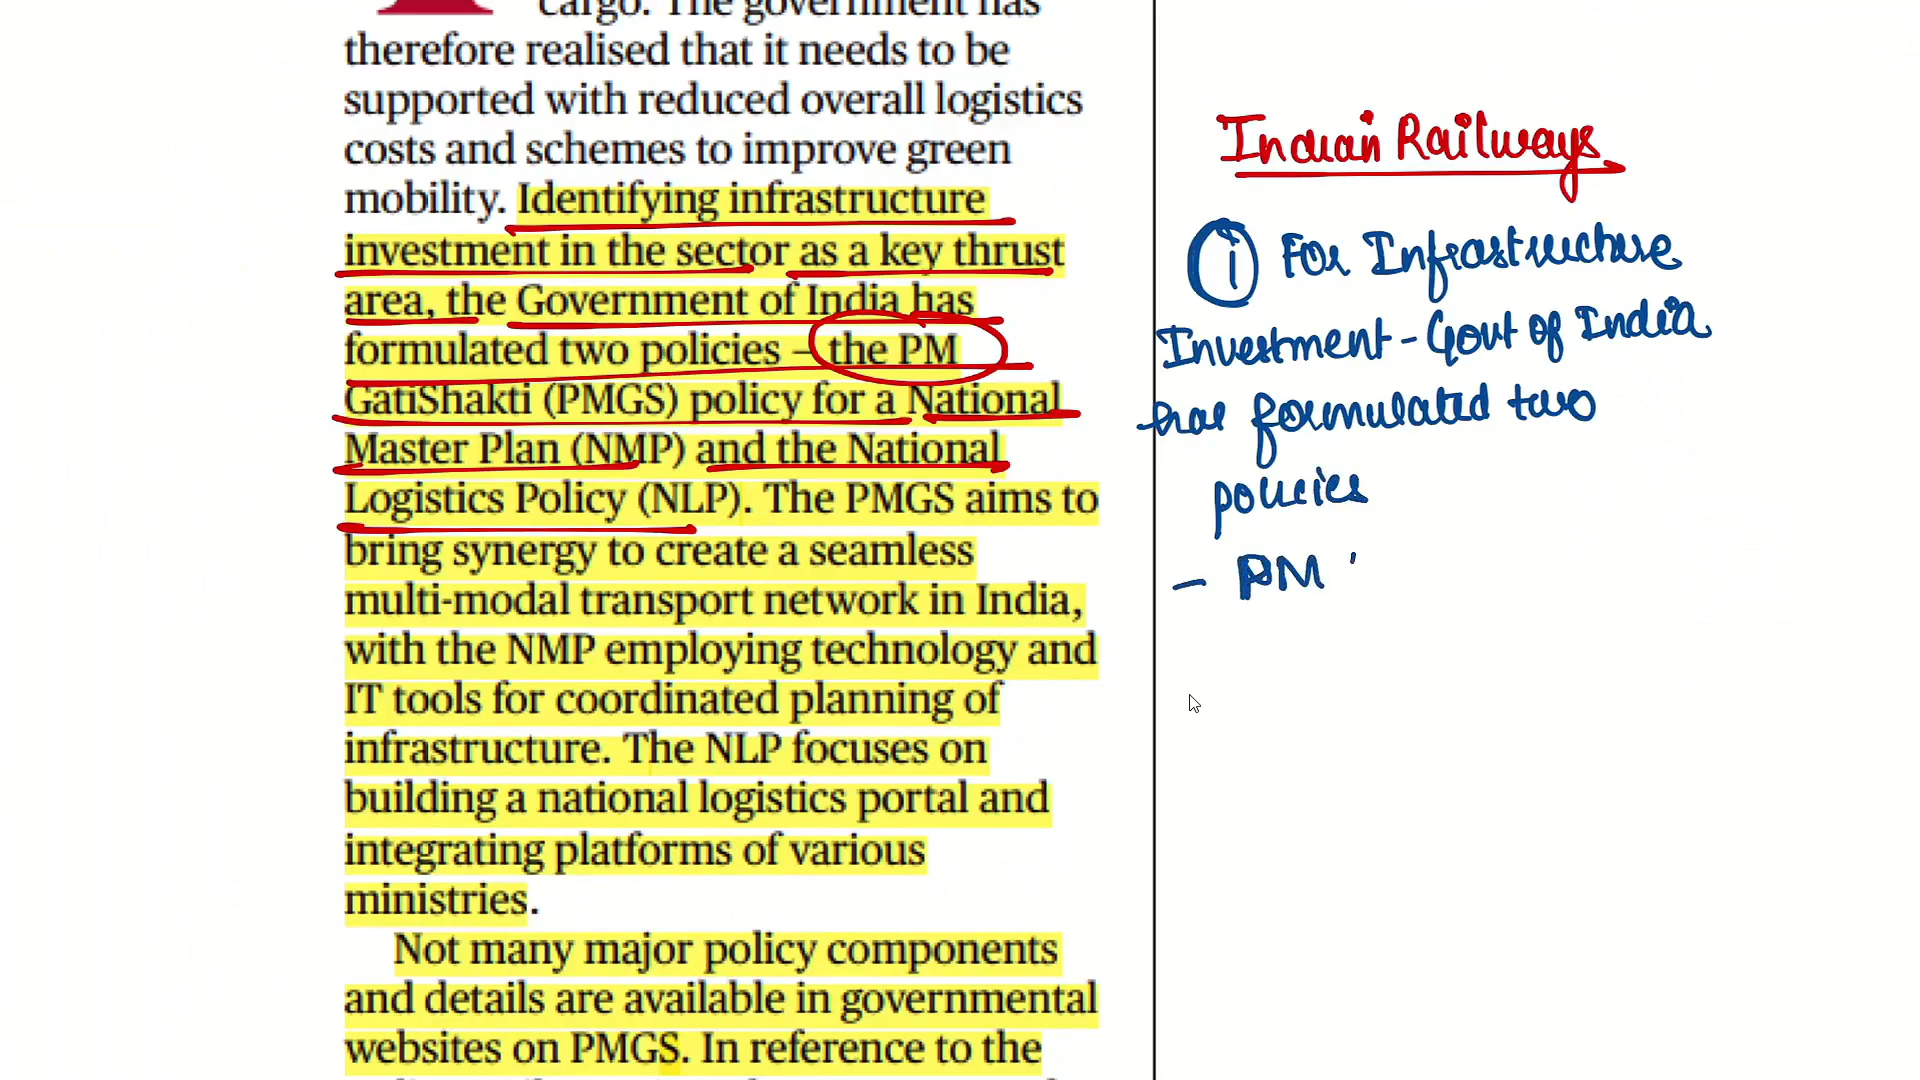 cargo. The government has
therefore realised that it needs to be
supported with reduced overall logistics
costs and schemes to improve green
mobility. Identifying infrastructure
investment in the sector as a key thrust
area, the Government of India has
formulated two policies – the PM
GatiShakti (PMGS) policy for a National
Master Plan (NMP) and the National
Logistics Policy (NLP). The PMGS aims to
bring synergy to create a seamless
multi-modal transport network in India,
with the NMP employing technology and
IT tools for coordinated planning of
infrastructure. The NLP focuses on
building a national logistics portal and
integrating platforms of various
ministries.
Not many major policy components
and details are available in governmental
websites on PMGS. In reference to the
Indian Railways
i For Infrastructure
Investment - Govt of India
has formulated two
policies
- PM